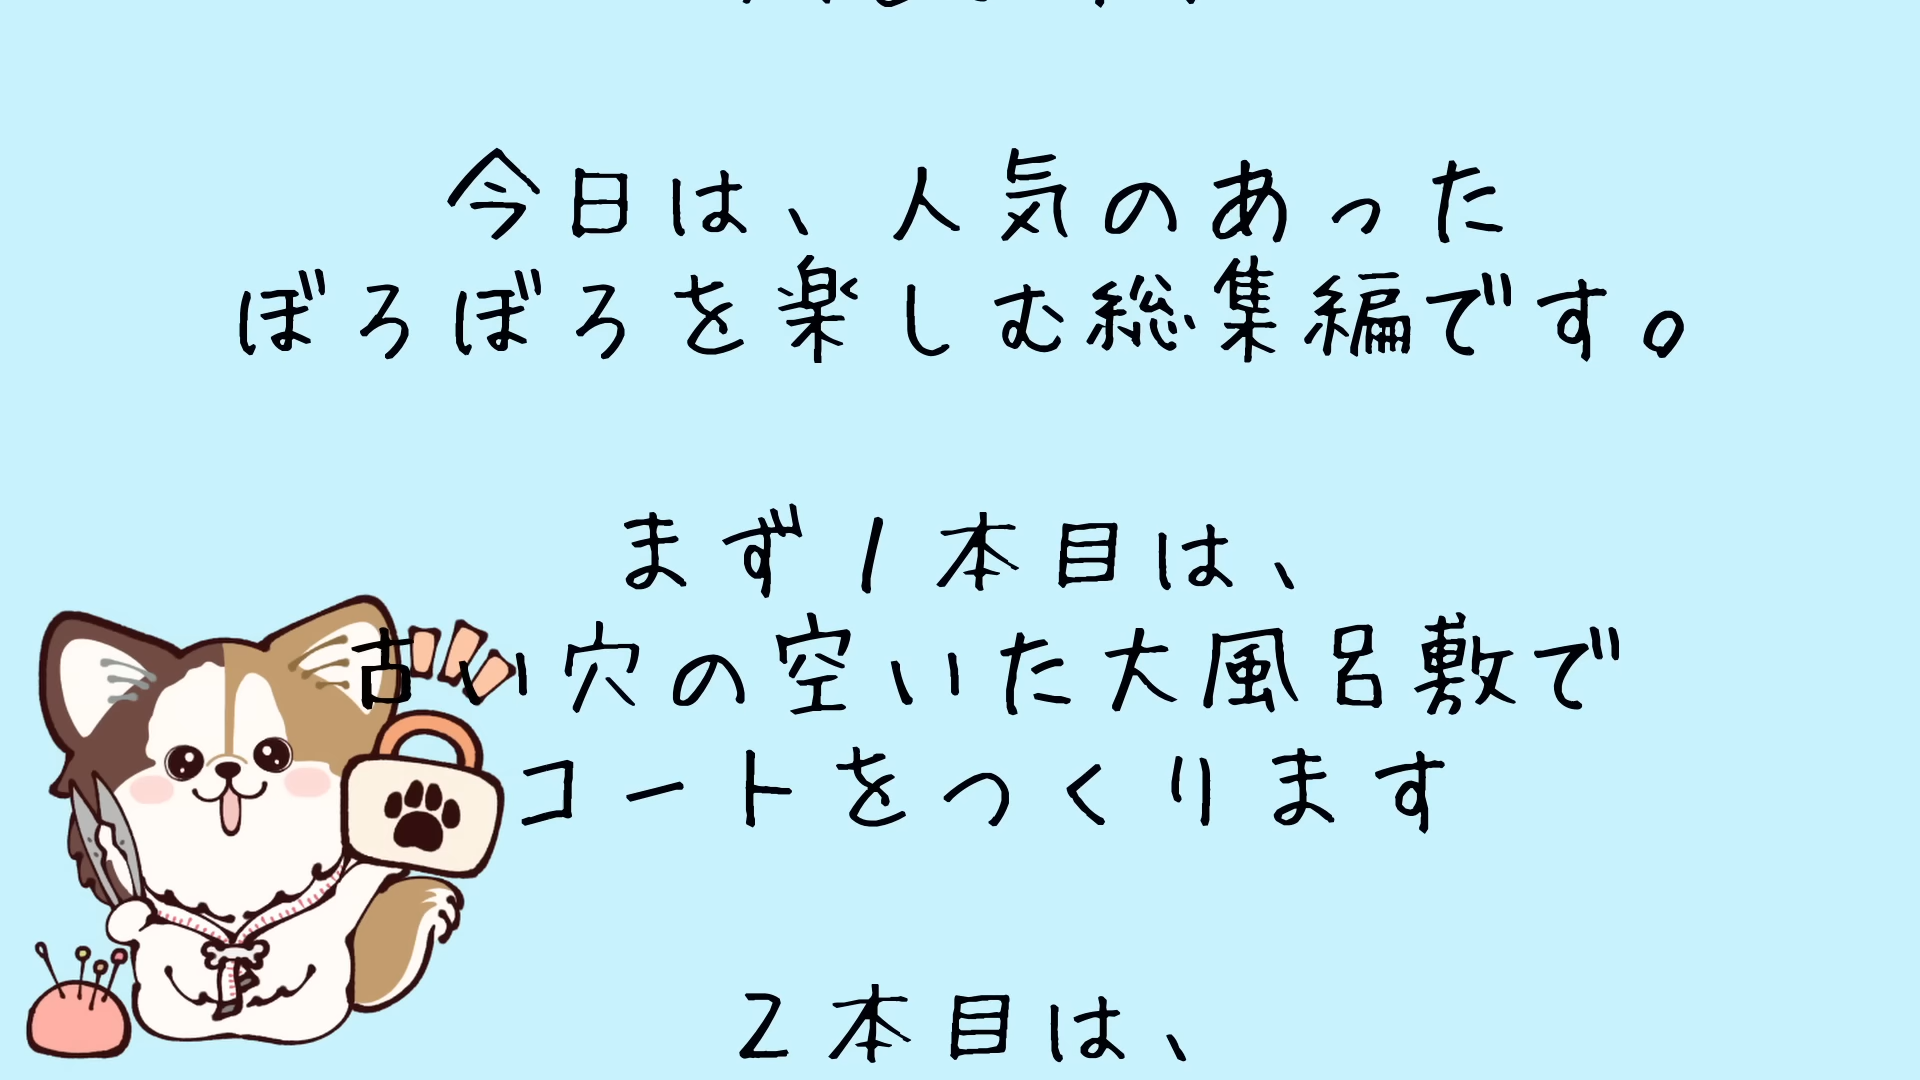 今日は、人気のあった
ぼろぼろを楽しむ総集編です。
まず1本目は、
古い穴の空いた大風呂敷で
コートをつくります
2本目は、